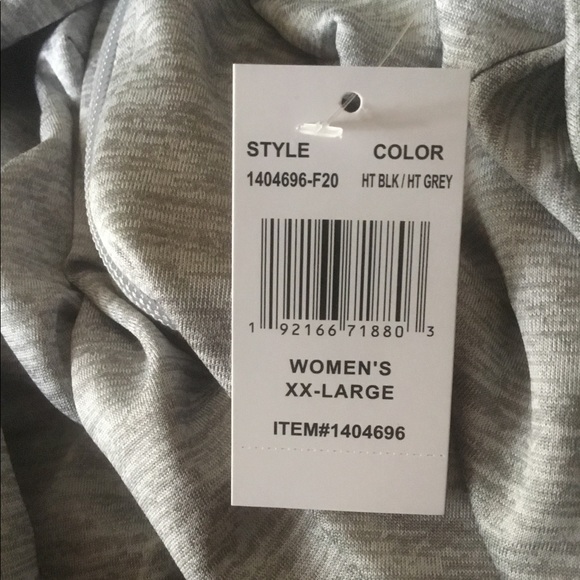 STYLE COLOR
1404696-F20 HT BLK / HT GREY
1 92166 71880 3
WOMEN'S
XX-LARGE
ITEM#1404696